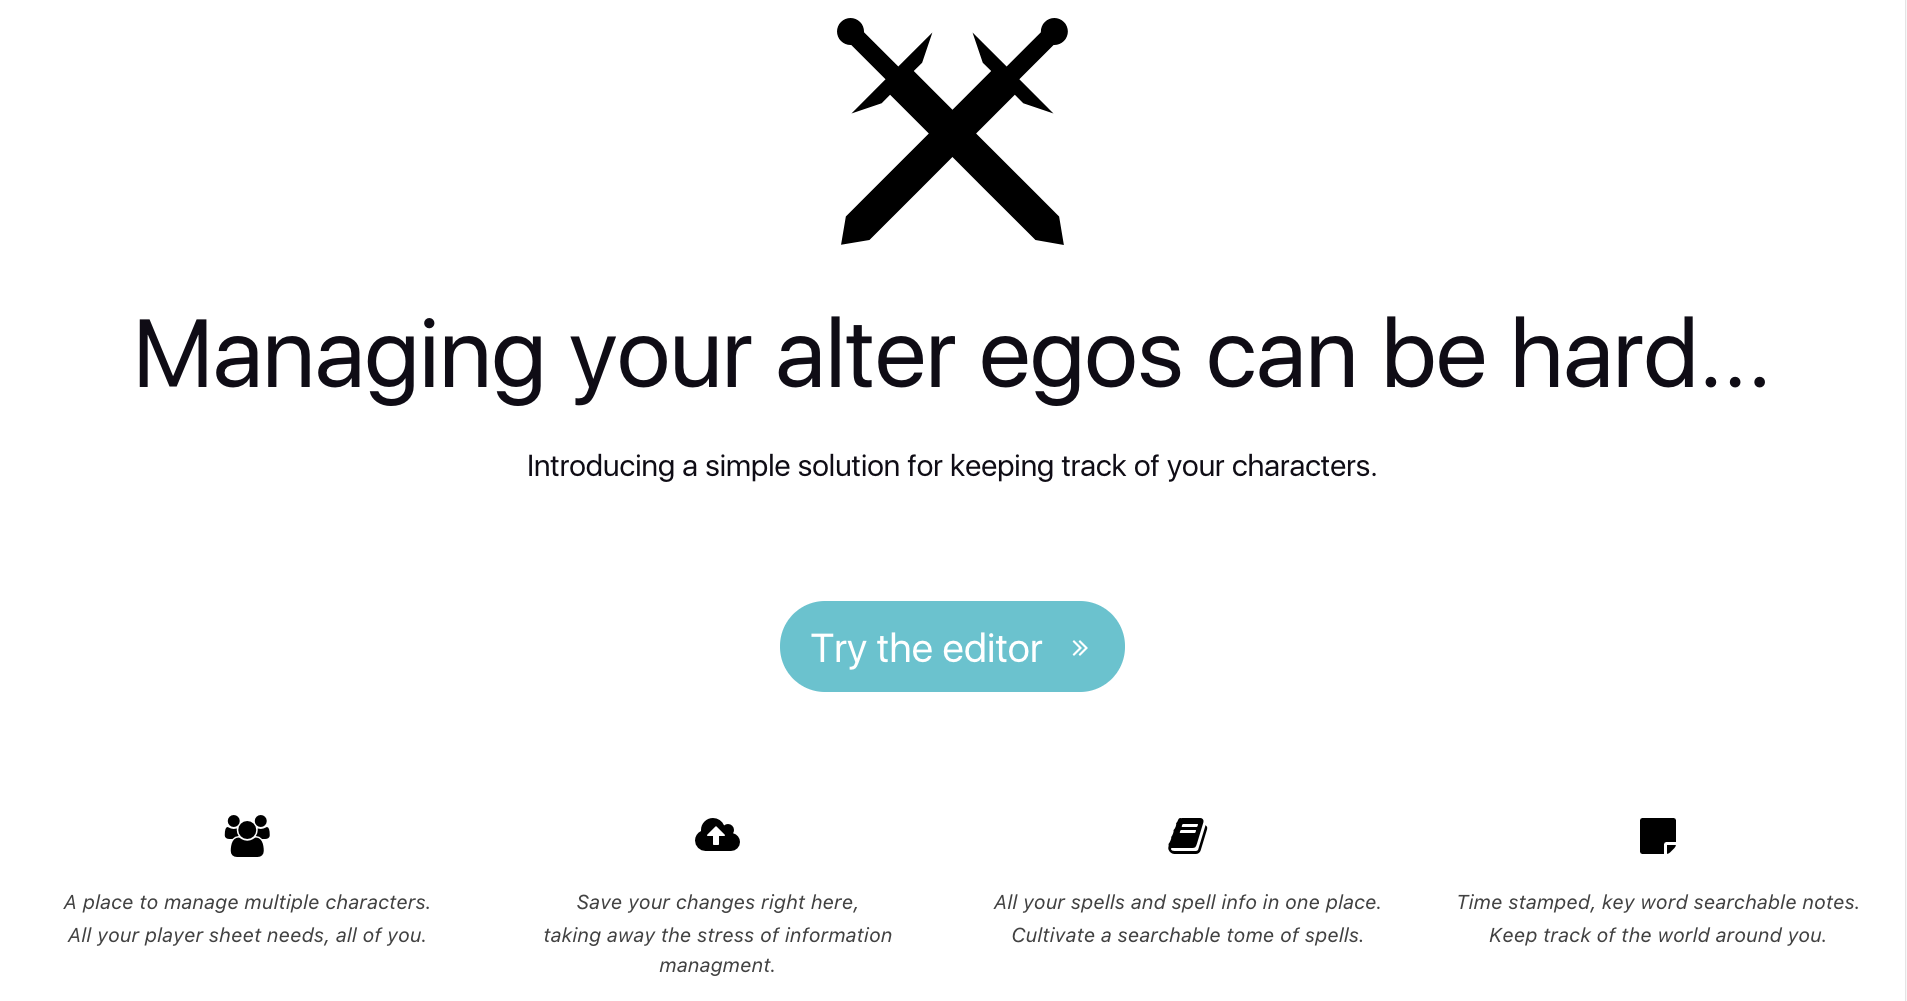 Managing your alter egos can be hard...
Introducing a simple solution for keeping track of your characters.
Try the editor »
A place to manage multiple characters.
All your player sheet needs, all of you.
Save your changes right here,
taking away the stress of information
managment.
All your spells and spell info in one place.
Cultivate a searchable tome of spells.
Time stamped, key word searchable notes.
Keep track of the world around you.